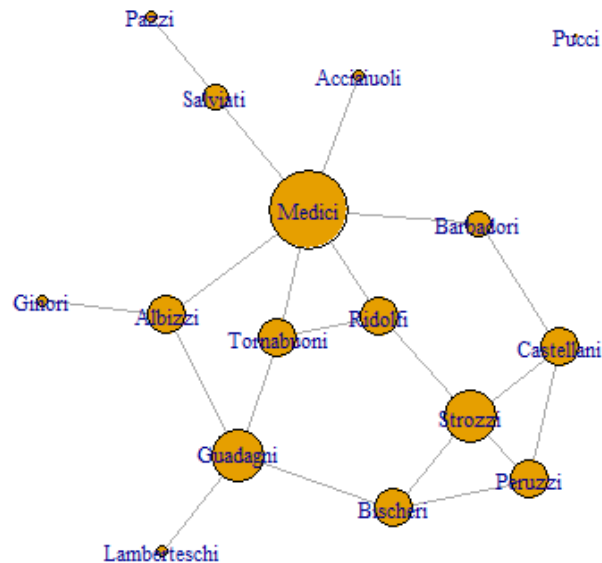 Pazzi
Pucci
Acciaiuoli
Salviati
Medici
Barbadori
Ginori
Albizzi
Ridolfi
Tornabuoni
Castellani
Strozzi
Guadagni
Peruzzi
Bischeri
Lamberteschi